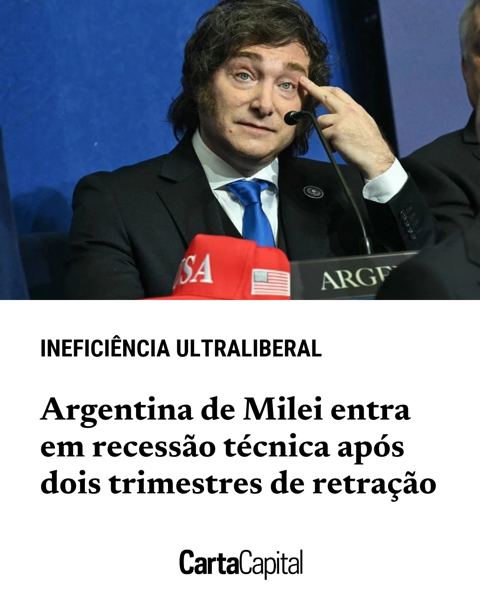 USA
ARGE
INEFICIÊNCIA ULTRALIBERAL
Argentina de Milei entra
em recessão técnica após
dois trimestres de retração
CartaCapital